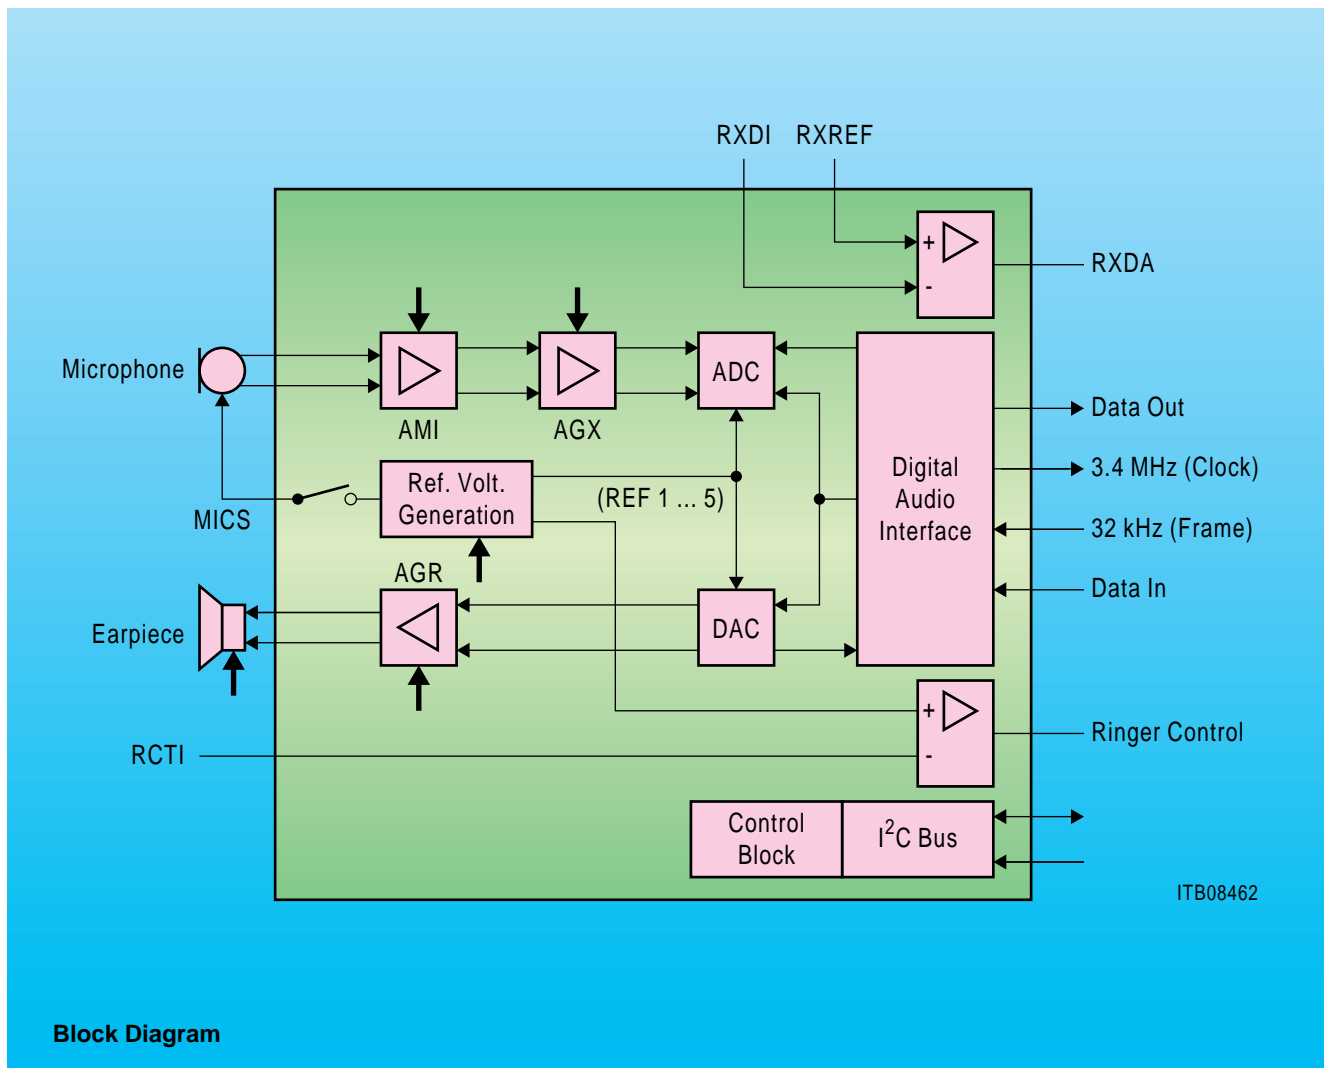 RXDI RXREF
+
-
RXDA
Microphone
ADC
AMI
AGX
Data Out
3.4 MHz (Clock)
32 kHz (Frame)
Data In
Digital
Audio
Interface
Ref. Volt.
Generation
(REF 1 ... 5)
MICS
AGR
Earpiece
DAC
+
-
Ringer Control
RCTI
Control
Block
I²C Bus
ITB08462
Block Diagram